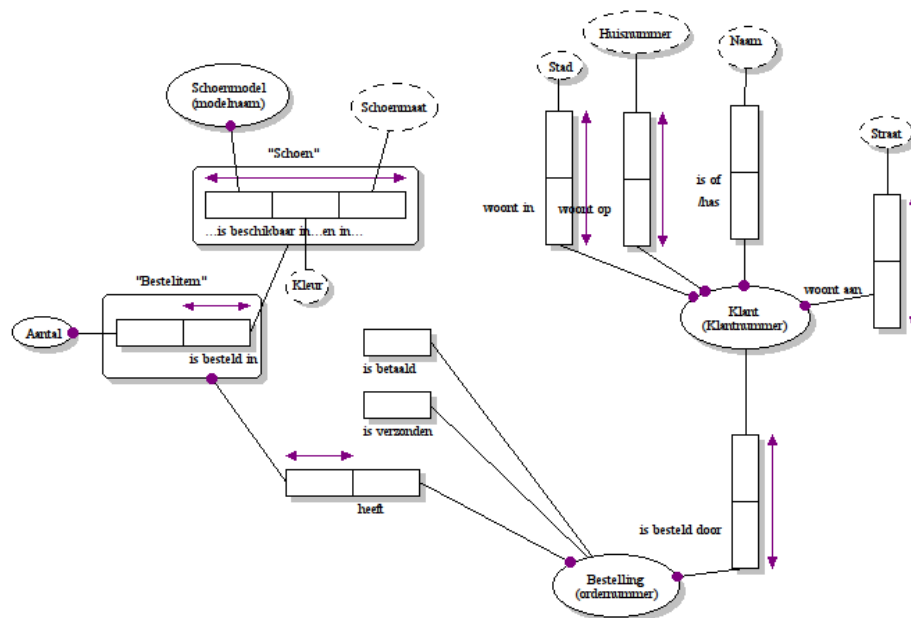 Huisnummer
Naam
Stad
Schoenmodel
(modelnaam)
Schoenmaat
Straat
"Schoen"
is of
/has
woont in
woont op
...is beschikbaar in...en in...
"Bestelitem"
Kleur
woont aan
Klant
(Klantnummer)
Aantal
is besteld in
is betaald
is verzonden
heeft
is besteld door
Bestelling
(ordernummer)